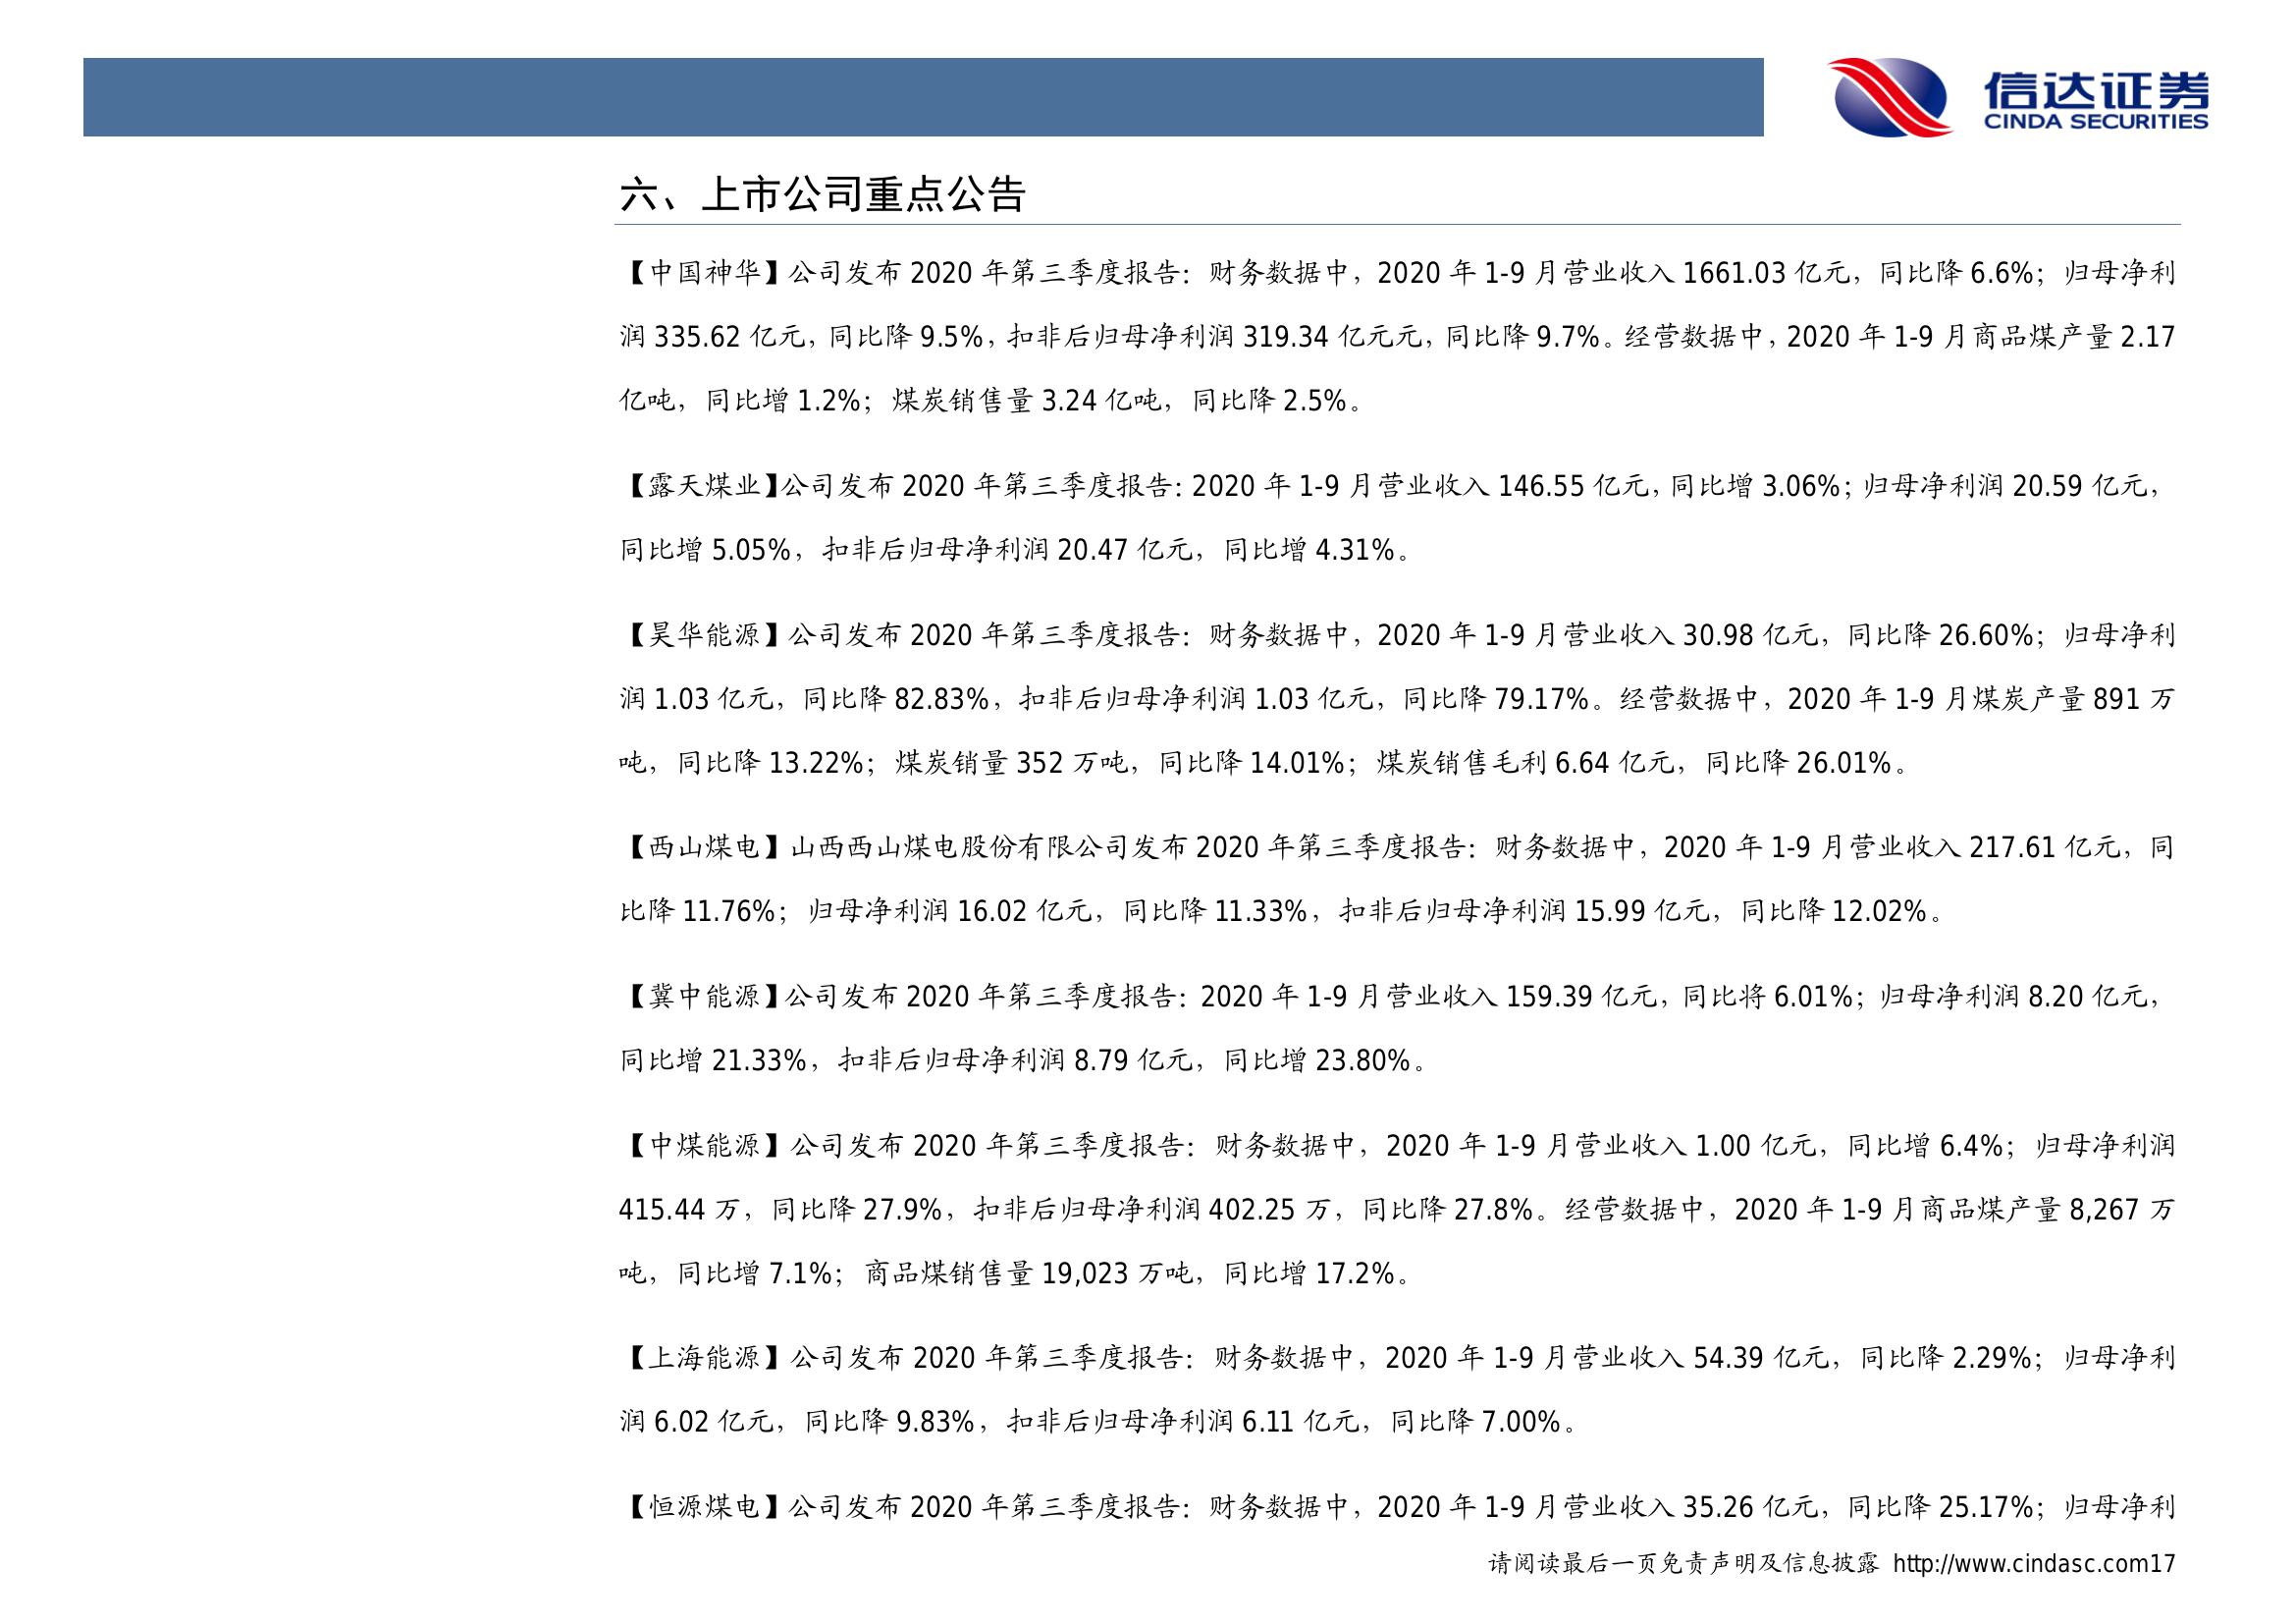 信达证券
CINDA SECURITIES
六、上市公司重点公告
【中国神华】公司发布 2020 年第三季度报告：财务数据中，2020 年 1-9 月营业收入 1661.03 亿元，同比降 6.6%；归母净利
润 335.62 亿元，同比降 9.5%，扣非后归母净利润 319.34 亿元元，同比降 9.7%。经营数据中，2020 年 1-9 月商品煤产量 2.17
亿吨，同比增 1.2%；煤炭销售量 3.24 亿吨，同比降 2.5%。
【露天煤业】公司发布 2020 年第三季度报告：2020 年 1-9 月营业收入 146.55 亿元，同比增 3.06%；归母净利润 20.59 亿元，
同比增 5.05%，扣非后归母净利润 20.47 亿元，同比增 4.31%。
【昊华能源】公司发布 2020 年第三季度报告：财务数据中，2020 年 1-9 月营业收入 30.98 亿元，同比降 26.60%；归母净利
润 1.03 亿元，同比降 82.83%，扣非后归母净利润 1.03 亿元，同比降 79.17%。经营数据中，2020 年 1-9 月煤炭产量 891 万
吨，同比降 13.22%；煤炭销量 352 万吨，同比降 14.01%；煤炭销售毛利 6.64 亿元，同比降 26.01%。
【西山煤电】山西西山煤电股份有限公司发布 2020 年第三季度报告：财务数据中，2020 年 1-9 月营业收入 217.61 亿元，同
比降 11.76%；归母净利润 16.02 亿元，同比降 11.33%，扣非后归母净利润 15.99 亿元，同比降 12.02%。
【冀中能源】公司发布 2020 年第三季度报告：2020 年 1-9 月营业收入 159.39 亿元，同比将 6.01%；归母净利润 8.20 亿元，
同比增 21.33%，扣非后归母净利润 8.79 亿元，同比增 23.80%。
【中煤能源】公司发布 2020 年第三季度报告：财务数据中，2020 年 1-9 月营业收入 1.00 亿元，同比增 6.4%；归母净利润
415.44 万，同比降 27.9%，扣非后归母净利润 402.25 万，同比降 27.8%。经营数据中，2020 年 1-9 月商品煤产量 8,267 万
吨，同比增 7.1%；商品煤销售量 19,023 万吨，同比增 17.2%。
【上海能源】公司发布 2020 年第三季度报告：财务数据中，2020 年 1-9 月营业收入 54.39 亿元，同比降 2.29%；归母净利
润 6.02 亿元，同比降 9.83%，扣非后归母净利润 6.11 亿元，同比降 7.00%。
【恒源煤电】公司发布 2020 年第三季度报告：财务数据中，2020 年 1-9 月营业收入 35.26 亿元，同比降 25.17%；归母净利
请阅读最后一页免责声明及信息披露 http://www.cindasc.com17